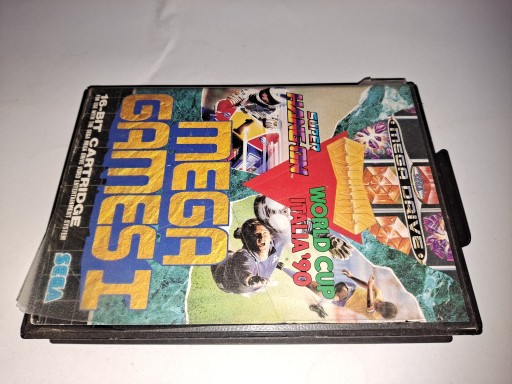 MEGA DRIVE
SUPER
HANG ON
WORLD CUP
ITALIA '90
MEGA
GAMES I
16-BIT CARTRIDGE
SEGA